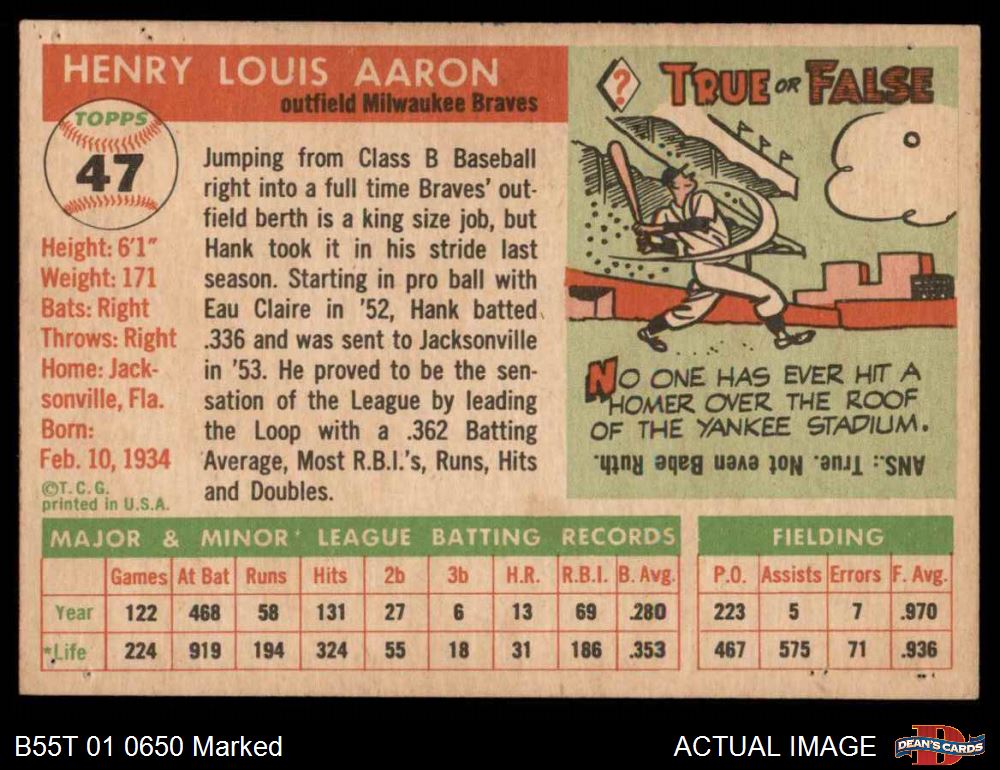 HENRY LOUIS AARON
outfield Milwaukee Braves
TOPPS
47
Height: 6'1"
Weight: 171
Bats: Right
Throws: Right
Home: Jack-
sonville, Fla.
Born:
Feb. 10, 1934
©T. C. G.
printed in U.S.A.
Jumping from Class B Baseball
right into a full time Braves' out-
field berth is a king size job, but
Hank took it in his stride last
season. Starting in pro ball with
Eau Claire in '52, Hank batted
.336 and was sent to Jacksonville
in '53. He proved to be the sen-
sation of the League by leading
the Loop with a .362 Batting
Average, Most R.B.I.'s, Runs, Hits
and Doubles.
?
TRUE OR FALSE
NO ONE HAS EVER HIT A
HOMER OVER THE ROOF
OF THE YANKEE STADIUM.
ANS.: True. Not even Babe Ruth.
MAJOR & MINOR* LEAGUE BATTING RECORDS
Games At Bat Runs Hits 2b 3b H.R. R.B.I. B. Avg.
Year 122 468 58 131 27 6 13 69 .280
*Life 224 919 194 324 55 18 31 186 .353
FIELDING
P.O. Assists Errors F. Avg.
223 5 7 .970
467 575 71 .936
B55T 01 0650 Marked
ACTUAL IMAGE
DEAN'S CARDS